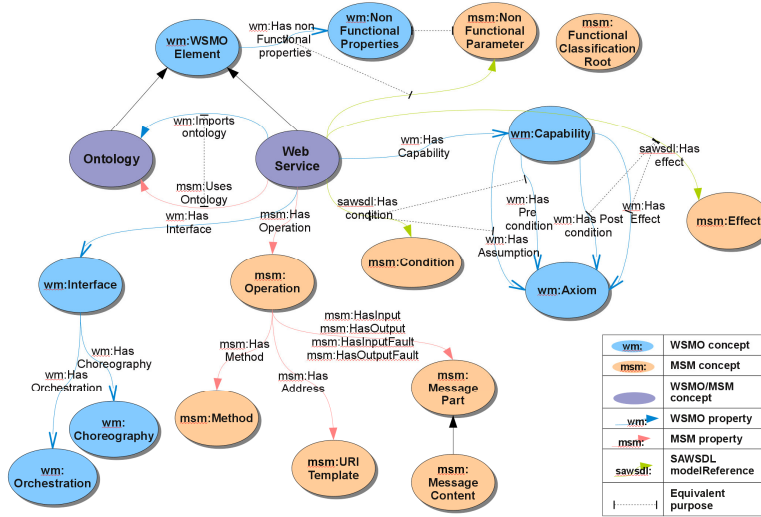 wm:WSMO
Element
wm:Has non
Functional
properties
wm:Non
Functional
Properties
msm:Non
Functional
Parameter
msm:
Functional
Classification
Root
Ontology
wm:Imports
ontology
msm:Uses
Ontology
Web
Service
wm:Has
Capability
wm:Capability
sawsdl:Has
effect
wm:Has
Interface
msm:Has
Operation
sawsdl:Has
condition
wm:Has
Pre
condition
wm:Has
Assumption
wm:Has Post
condition
wm:Has
Effect
msm:Effect
wm:Interface
msm:
Operation
msm:Condition
wm:Axiom
msm:HasInput
msm:HasOutput
msm:HasInputFault
msm:HasOutputFault
wm:Has
Choreography
wm:Has
Orchestration
msm:Has
Method
msm:Has
Address
msm:
Message
Part
wm:
Choreography
msm:Method
wm:
Orchestration
msm:URI
Template
msm:
Message
Content
wm: WSMO concept
msm: MSM concept
WSMO/MSM
concept
wm: WSMO property
msm: MSM property
sawsdl: SAWSDL
modelReference
Equivalent
purpose